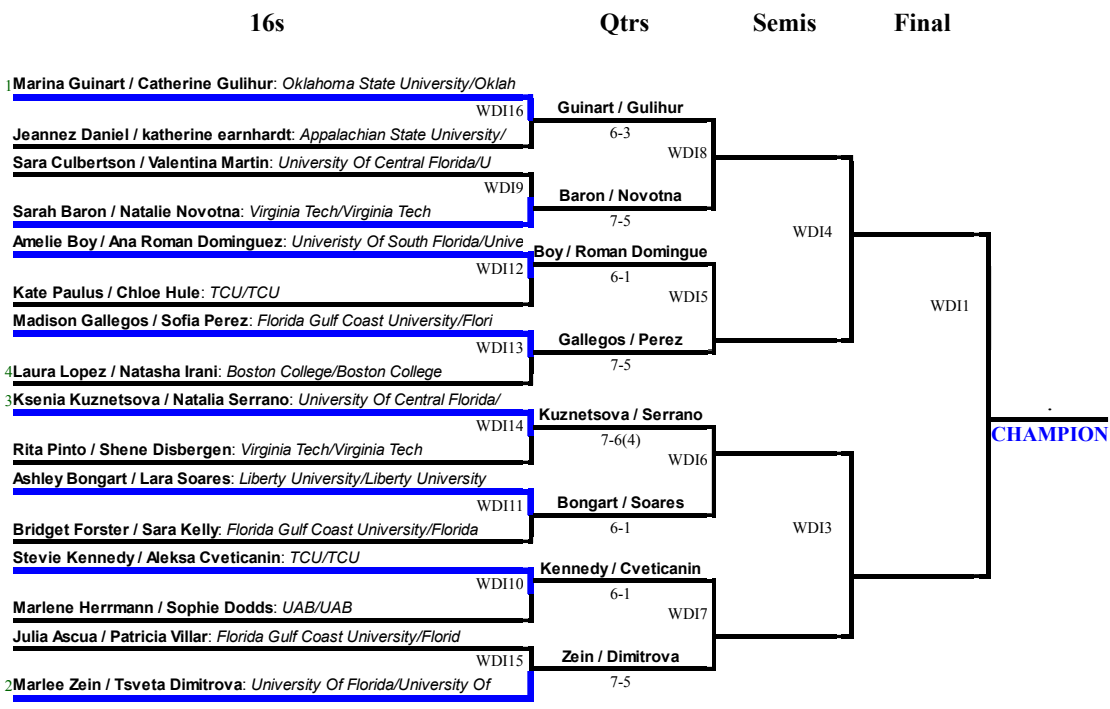 16s Qtrs Semis Final
1 Marina Guinart / Catherine Gulihur: Oklahoma State University/Oklah
WDI16 Guinart / Gulihur
6-3
Jeannez Daniel / katherine earnhardt: Appalachian State University/
WDI8
Sara Culbertson / Valentina Martin: University Of Central Florida/U
WDI9 Baron / Novotna
Sarah Baron / Natalie Novotna: Virginia Tech/Virginia Tech
7-5
WDI4
Amelie Boy / Ana Roman Dominguez: Univeristy Of South Florida/Unive
Boy / Roman Domingue
WDI12 6-1
Kate Paulus / Chloe Hule: TCU/TCU
WDI5
WDI1
Madison Gallegos / Sofia Perez: Florida Gulf Coast University/Flori
WDI13 Gallegos / Perez
7-5
4 Laura Lopez / Natasha Irani: Boston College/Boston College
3 Ksenia Kuznetsova / Natalia Serrano: University Of Central Florida/
.
Kuznetsova / Serrano
WDI14
CHAMPION
7-6(4)
Rita Pinto / Shene Disbergen: Virginia Tech/Virginia Tech
WDI6
Ashley Bongart / Lara Soares: Liberty University/Liberty University
WDI11 Bongart / Soares
Bridget Forster / Sara Kelly: Florida Gulf Coast University/Florida
6-1
WDI3
Stevie Kennedy / Aleksa Cveticanin: TCU/TCU
Kennedy / Cveticanin
WDI10 6-1
Marlene Herrmann / Sophie Dodds: UAB/UAB
WDI7
Julia Ascua / Patricia Villar: Florida Gulf Coast University/Florid
WDI15 Zein / Dimitrova
7-5
2 Marlee Zein / Tsveta Dimitrova: University Of Florida/University Of